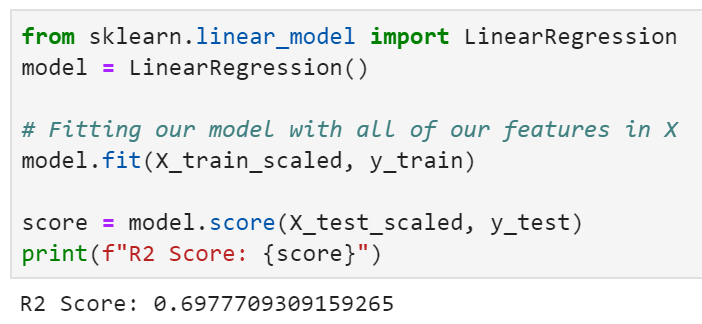 from sklearn.linear_model import LinearRegression
model = LinearRegression()
# Fitting our model with all of our features in X
model.fit(X_train_scaled, y_train)
score = model.score(X_test_scaled, y_test)
print(f"R2 Score: {score}")
R2 Score: 0.6977709309159265